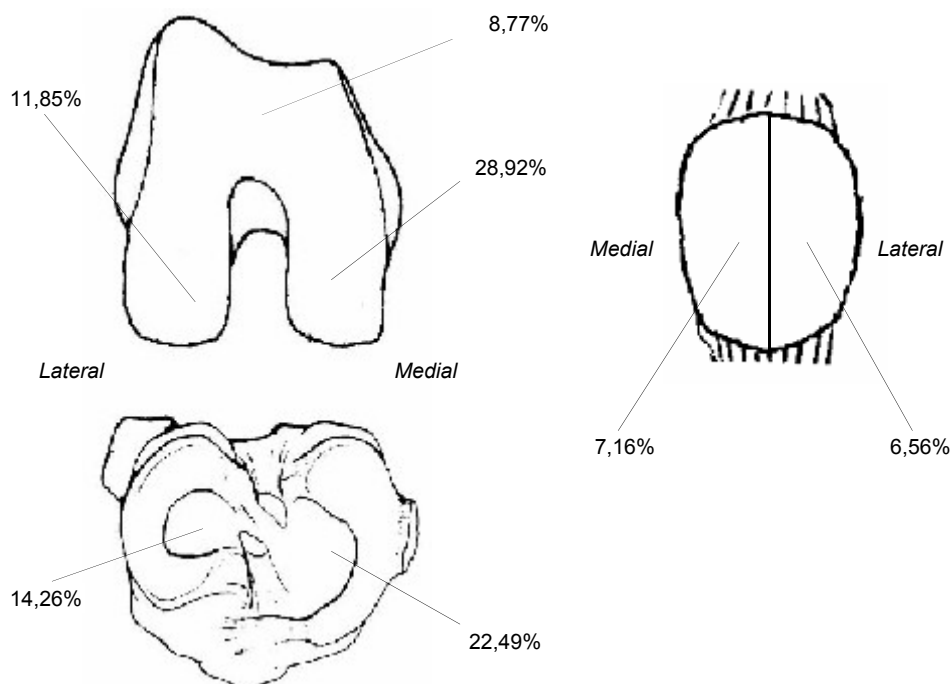 8,77%
11,85%
28,92%
Medial
Lateral
Lateral
Medial
7,16%
6,56%
14,26%
22,49%